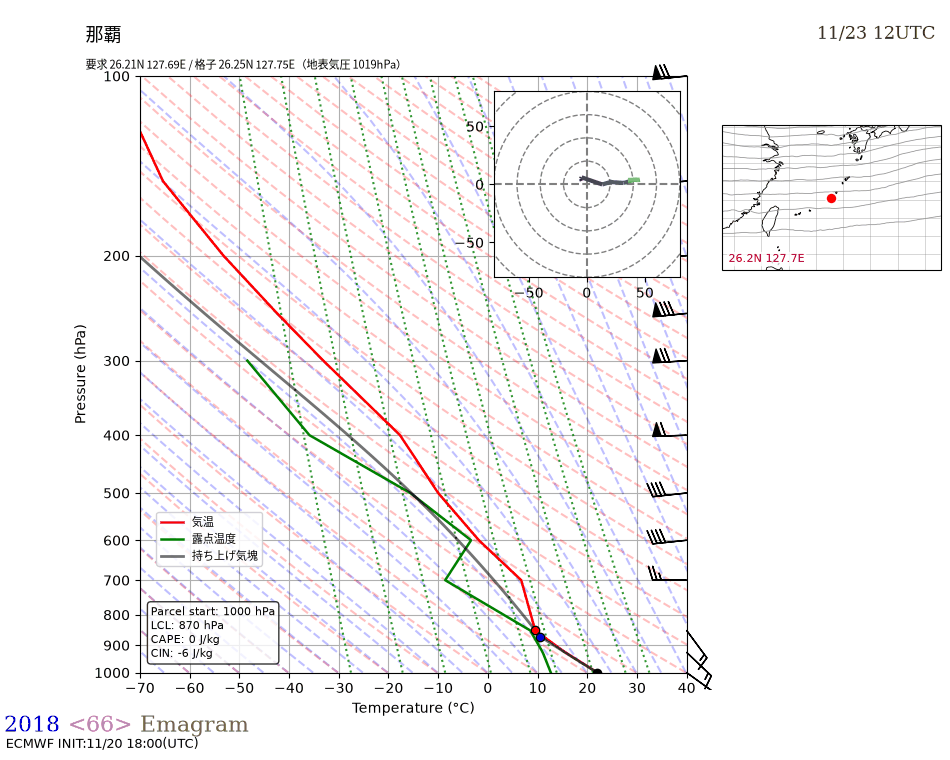 那覇
11/23 12UTC
要求 26.21N 127.69E / 格子 26.25N 127.75E（地表気圧 1019hPa）
100
200
300
400
500
600
700
800
900
1000
Pressure (hPa)
50
0
−50
−50 0 50
26.2N 127.7E
気温
露点温度
持ち上げ気塊
Parcel start: 1000 hPa
LCL: 870 hPa
CAPE: 0 J/kg
CIN: -6 J/kg
−70 −60 −50 −40 −30 −20 −10 0 10 20 30 40
Temperature (°C)
2018 <66> Emagram
ECMWF INIT:11/20 18:00(UTC)